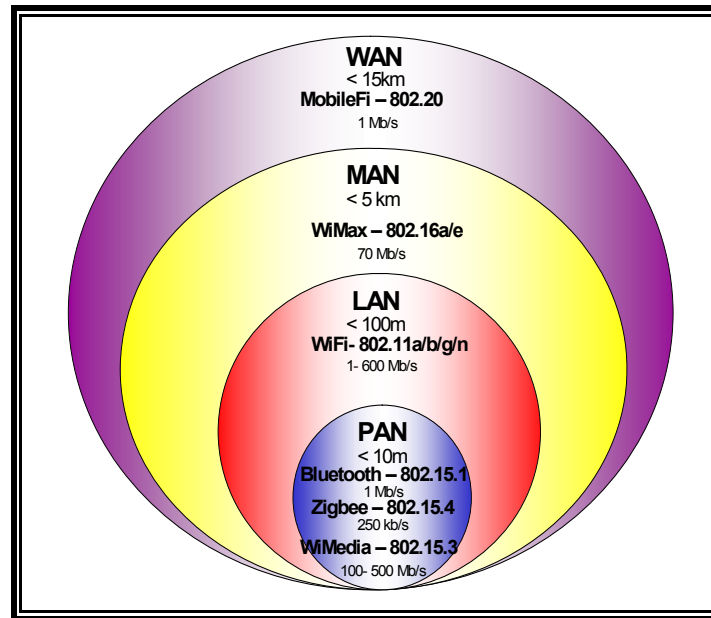 WAN
< 15km
MobileFi – 802.20
1 Mb/s
MAN
< 5 km
WiMax – 802.16a/e
70 Mb/s
LAN
< 100m
WiFi- 802.11a/b/g/n
1- 600 Mb/s
PAN
< 10m
Bluetooth – 802.15.1
1 Mb/s
Zigbee – 802.15.4
250 kb/s
WiMedia – 802.15.3
100- 500 Mb/s